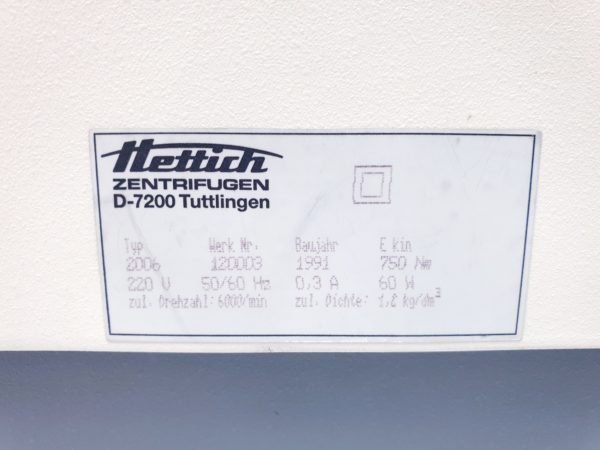 Hettich
ZENTRIFUGEN
D-7200 Tuttlingen
Typ Werk Nr. Baujahr E kin
2006 120003 1991 750 Nm
220 V 50/60 Hz 0,3 A 60 W
zul. Drehzahl: 6000/min zul. Dichte: 1,2 kg/dm³